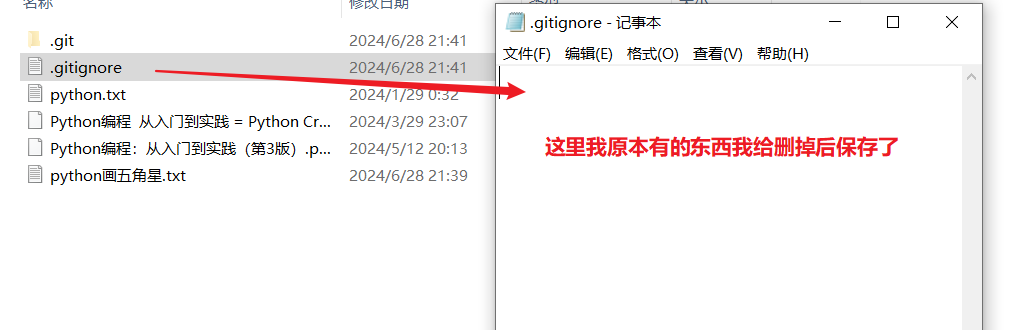 名称 修改日期
.gitignore - 记事本
文件(F) 编辑(E) 格式(O) 查看(V) 帮助(H)
.git 2024/6/28 21:41
.gitignore 2024/6/28 21:41
python.txt 2024/1/29 0:32
Python编程 从入门到实践 = Python Cr... 2024/3/29 23:07
Python编程：从入门到实践（第3版）.p... 2024/5/12 20:13
python画五角星.txt 2024/6/28 21:39
这里我原本有的东西我给删掉后保存了